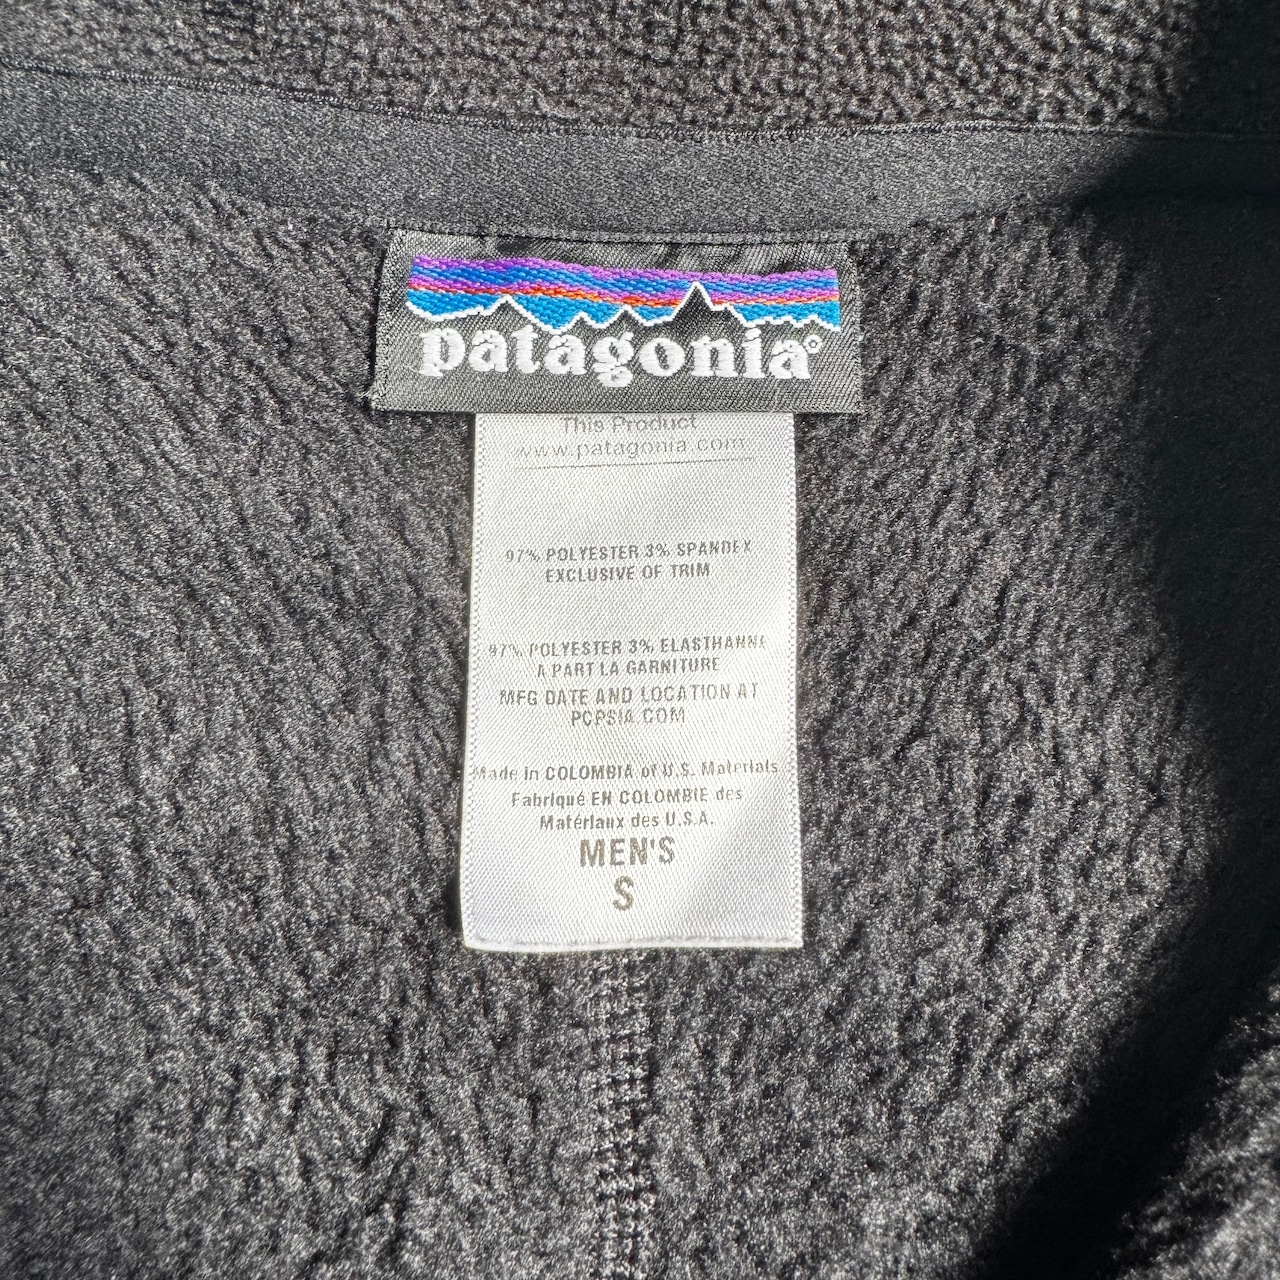 patagonia®
This Product
www.patagonia.com
97% POLYESTER 3% SPANDEX
EXCLUSIVE OF TRIM
97% POLYESTER 3% ELASTHANNE
A PART LA GARNITURE
MFG DATE AND LOCATION AT
PCPSIA.COM
Made in COLOMBIA of U.S. Materials
Fabriqué EN COLOMBIE des
Matériaux des U.S.A.
MEN'S
S